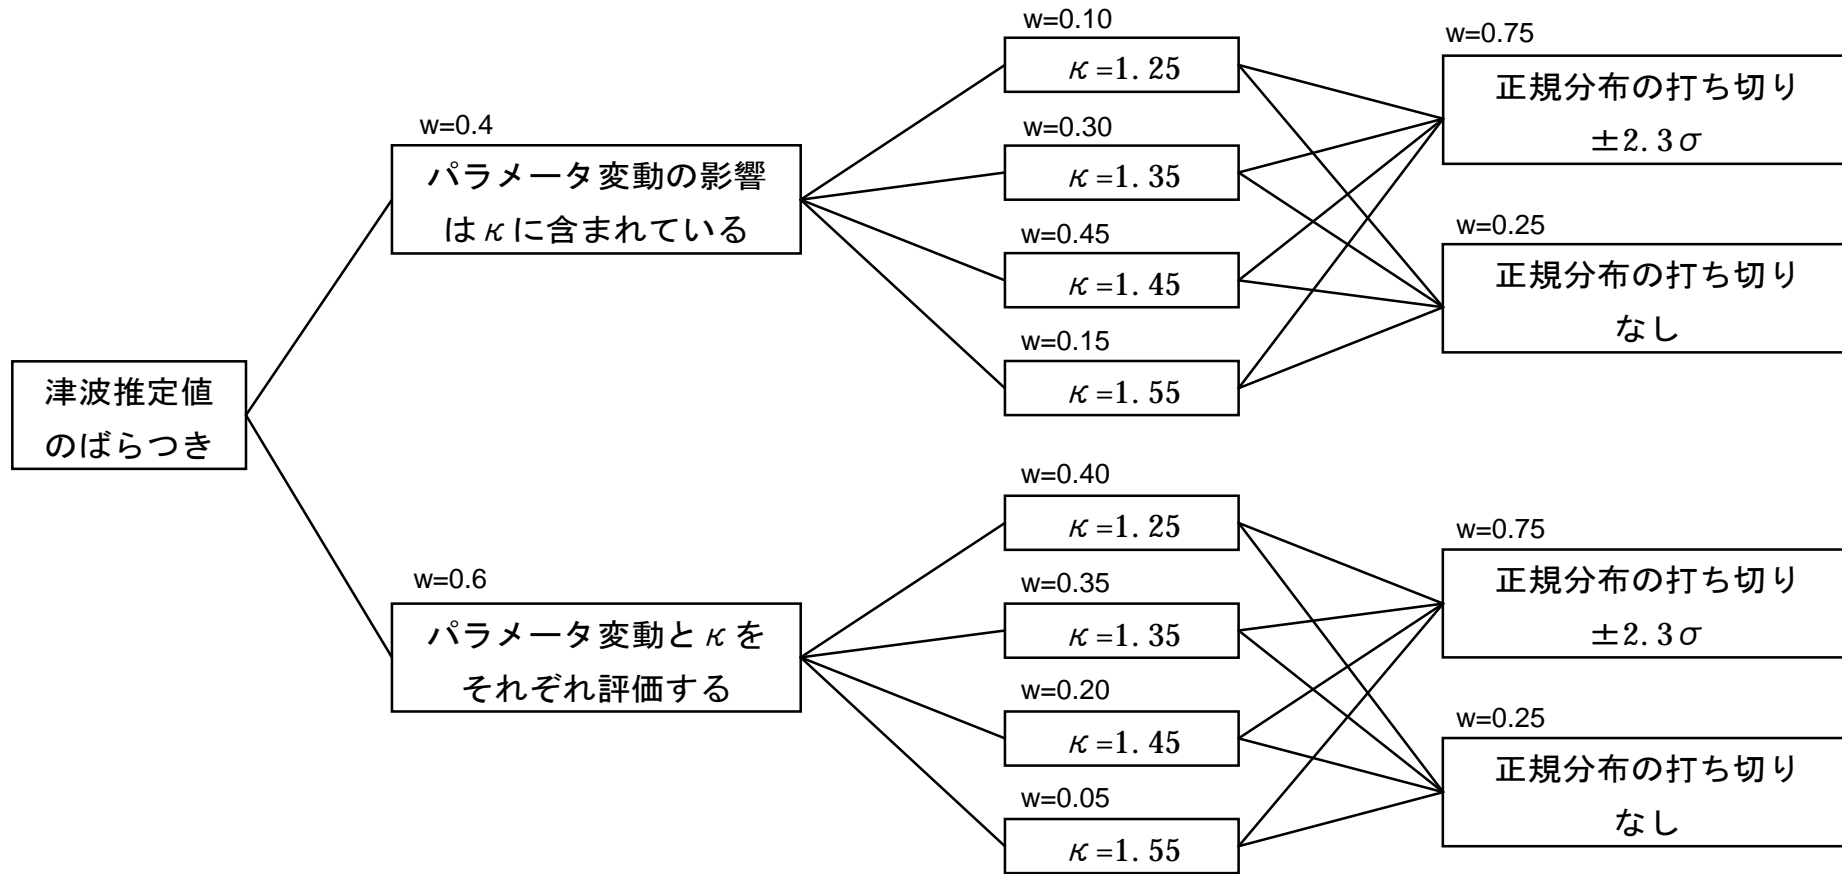 津波推定値
のばらつき
w=0.4
パラメータ変動の影響
はκに含まれている
w=0.10
κ=1.25
w=0.30
κ=1.35
w=0.45
κ=1.45
w=0.15
κ=1.55
w=0.75
正規分布の打ち切り
±2.3σ
w=0.25
正規分布の打ち切り
なし
w=0.6
パラメータ変動とκを
それぞれ評価する
w=0.40
κ=1.25
w=0.35
κ=1.35
w=0.20
κ=1.45
w=0.05
κ=1.55
w=0.75
正規分布の打ち切り
±2.3σ
w=0.25
正規分布の打ち切り
なし